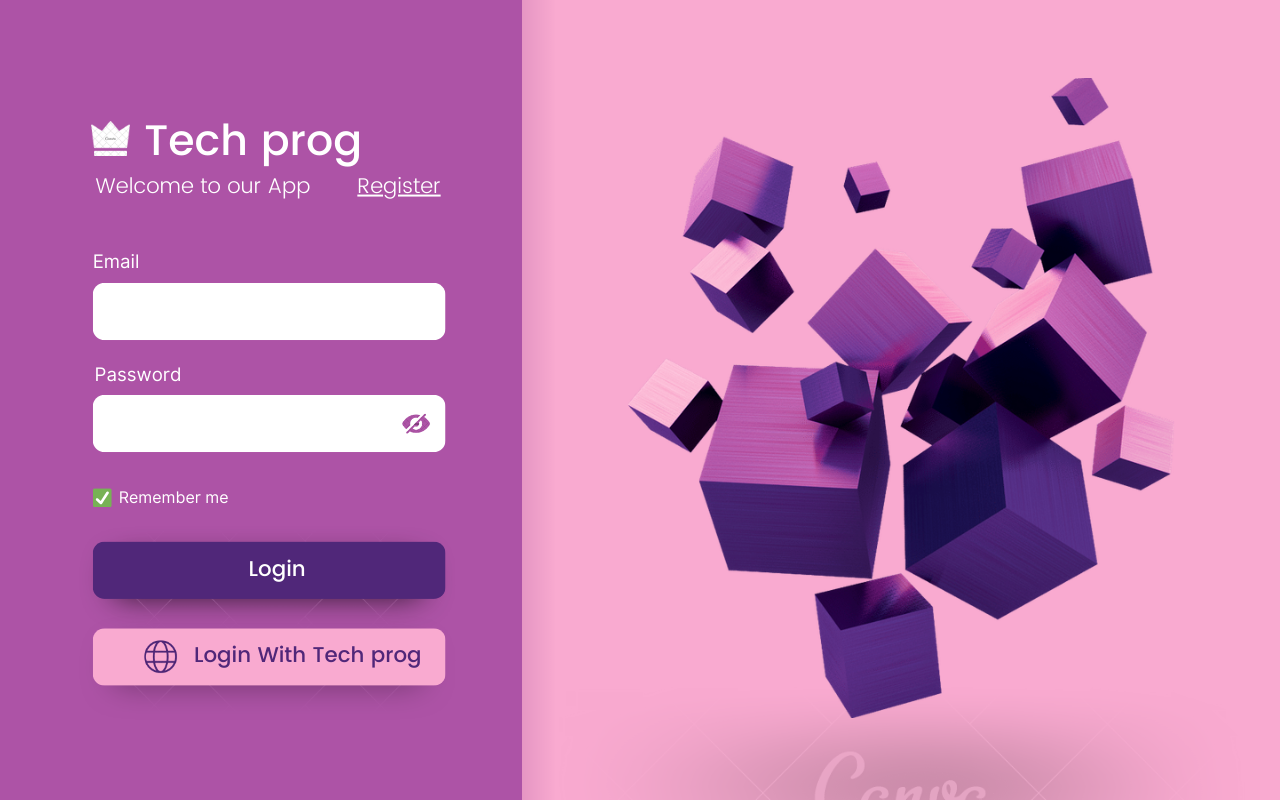 Tech prog
Welcome to our App Register
Email
Password
Remember me
Login
Login With Tech prog
Canva